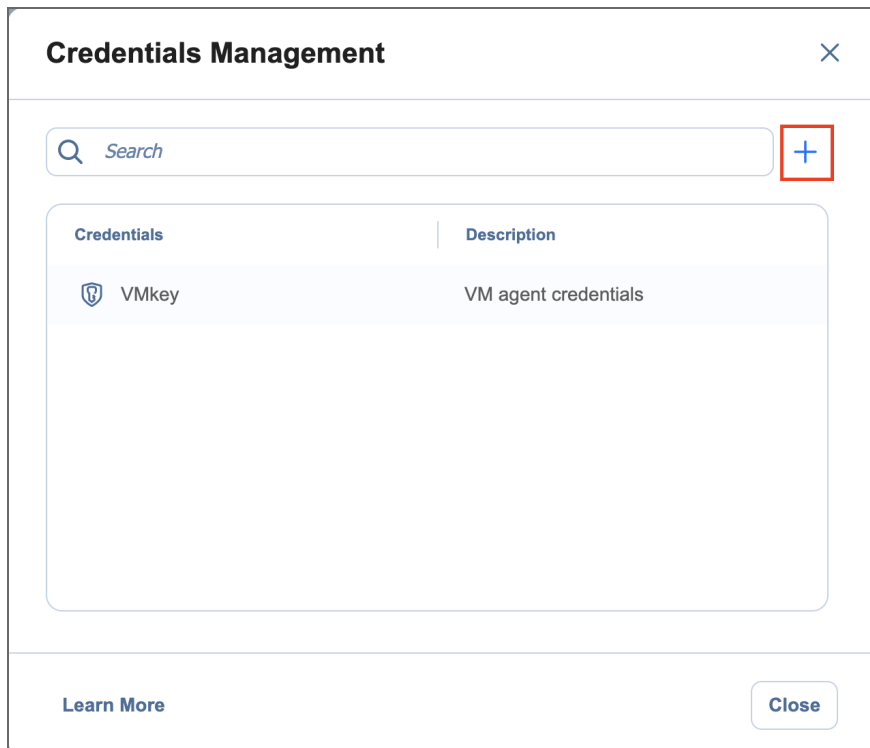 Credentials Management
Search
Credentials Description
VMkey VM agent credentials
Learn More Close